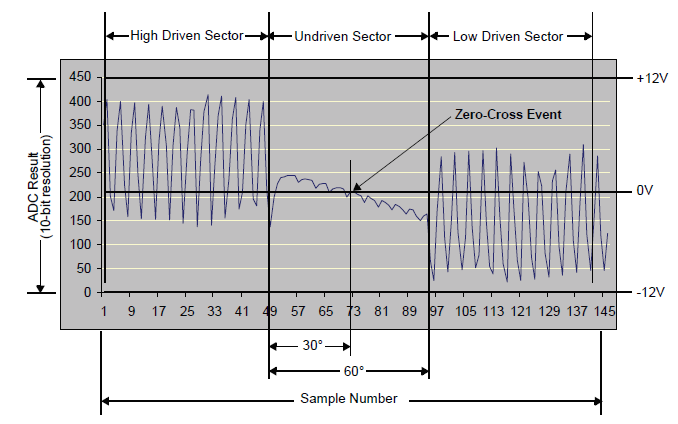 High Driven Sector Undriven Sector Low Driven Sector
450 +12V
400
350 Zero-Cross Event
300
250
200 0V
150
100
50
0 -12V
ADC Result
(10-bit resolution)
1 9 17 25 33 41 49 57 65 73 81 89 97 105 113 121 129 137 145
30°
60°
Sample Number